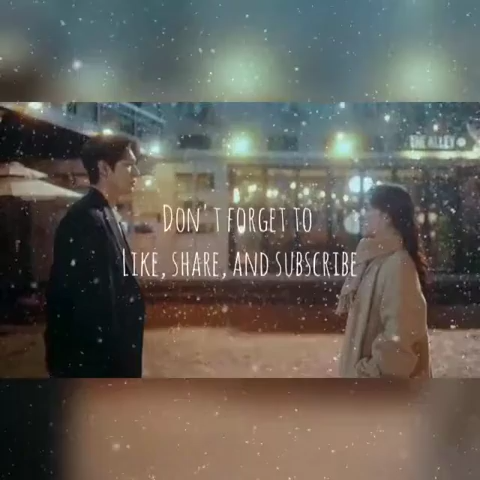 THE ALLEY
DON'T FORGET TO
LIKE, SHARE, AND SUBSCRIBE